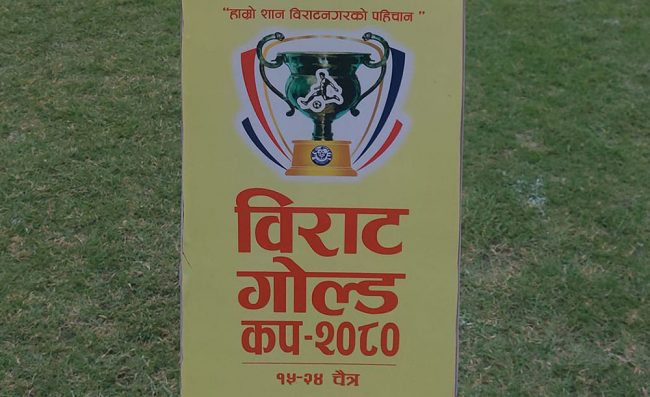 "हाम्रो शान विराटनगरको पहिचान "
विराट
गोल्ड
कप-२०८०
१५-२४ चैत्र